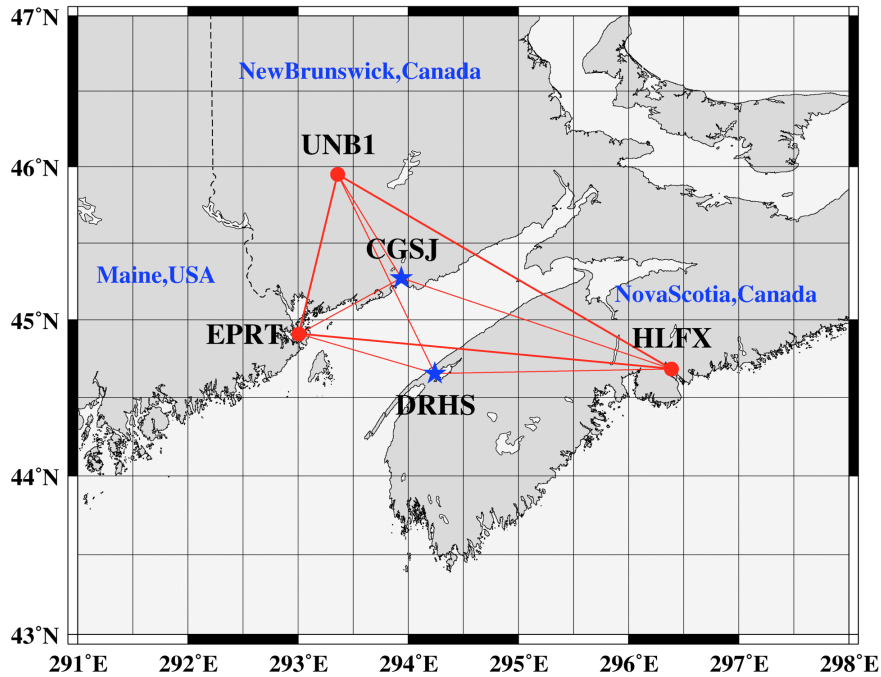 47˚N
NewBrunswick,Canada
UNB1
46˚N
CGSJ
Maine,USA
NovaScotia,Canada
45˚N
EPRT
HLFX
DRHS
44˚N
43˚N
291˚E 292˚E 293˚E 294˚E 295˚E 296˚E 297˚E 298˚E